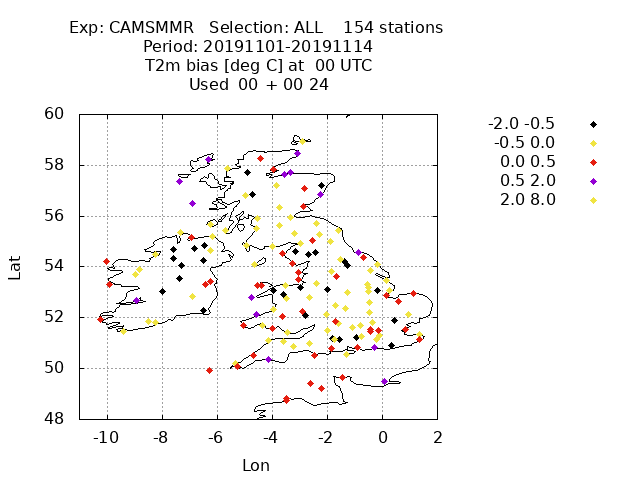 Exp: CAMSMMR Selection: ALL 154 stations
Period: 20191101-20191114
T2m bias [deg C] at 00 UTC
Used 00 + 00 24
-2.0 -0.5
-0.5 0.0
0.0 0.5
0.5 2.0
2.0 8.0
60
58
56
54
52
50
48
Lat
-10 -8 -6 -4 -2 0 2
Lon